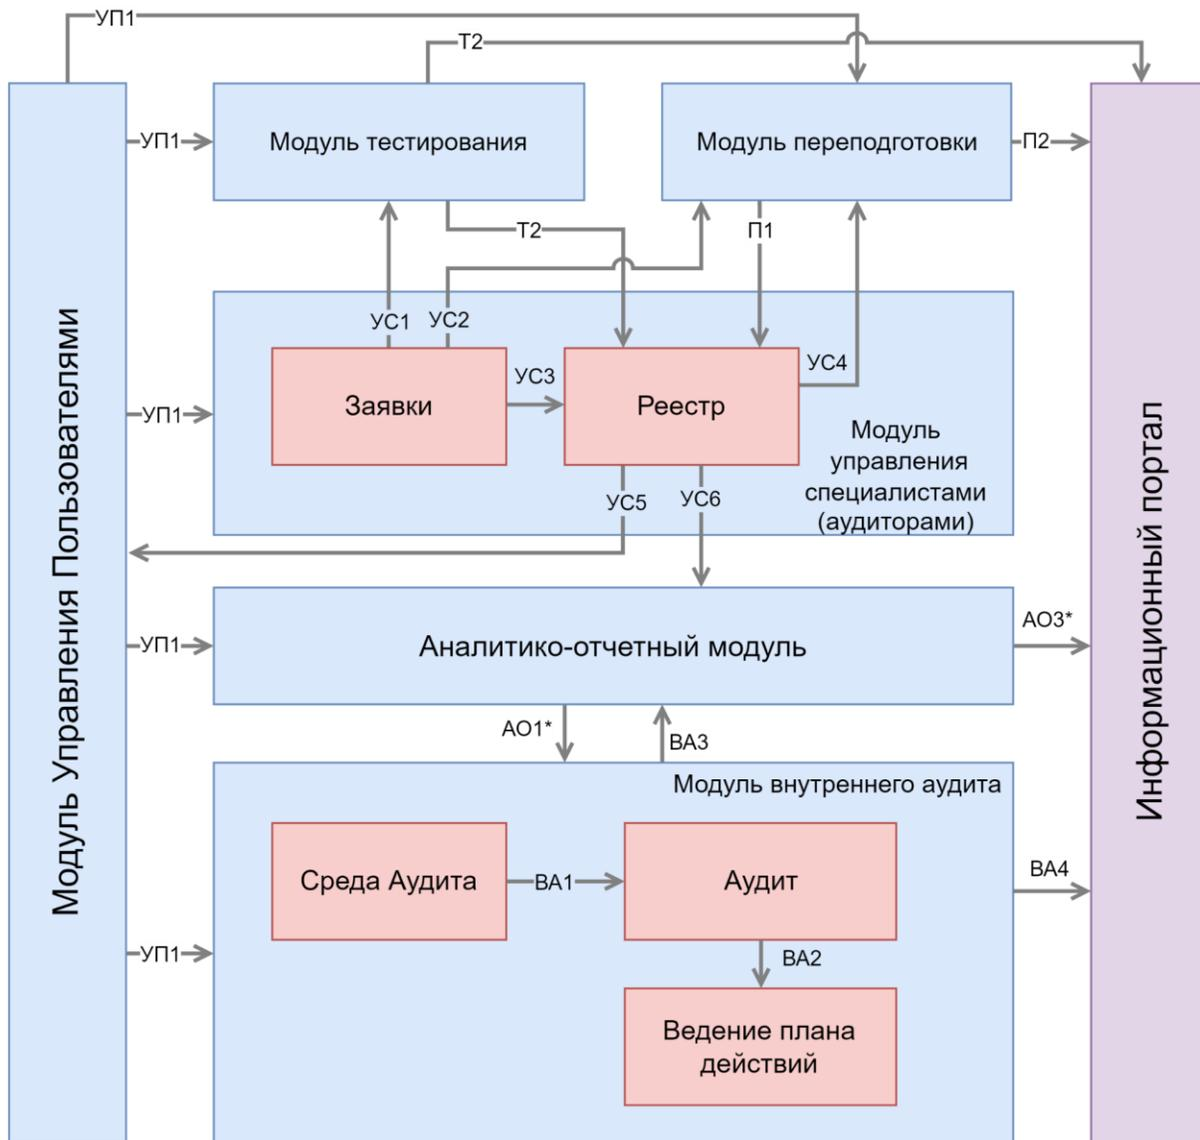 УП1
Т2
УП1
Модуль тестирования
Модуль переподготовки
П2
Т2
П1
УС1
УС2
Заявки
УС3
Реестр
УС4
УП1
Модуль
управления
специалистами
(аудиторами)
УС5
УС6
Модуль Управления Пользователями
Информационный портал
УП1
Аналитико-отчетный модуль
АО3*
АО1*
ВА3
Модуль внутреннего аудита
Среда Аудита
ВА1
Аудит
ВА4
УП1
ВА2
Ведение плана
действий